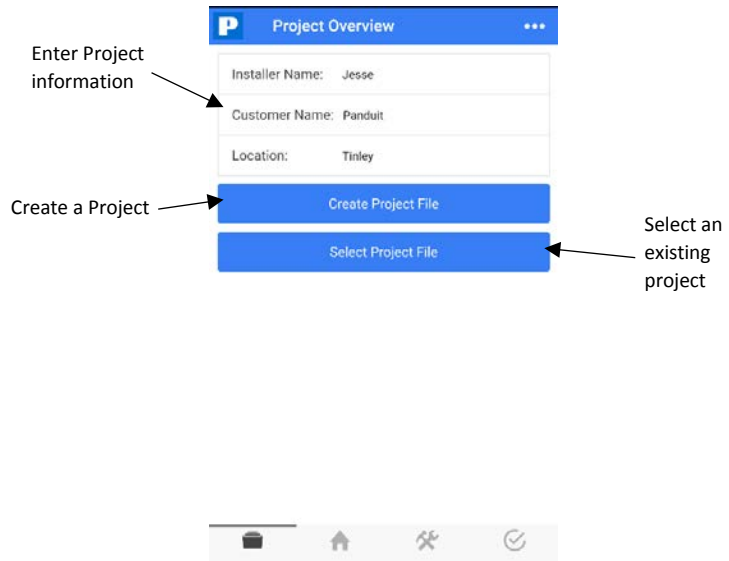 P Project Overview
Enter Project
information
Installer Name: Jesse
Customer Name: Panduit
Location: Tinley
Create a Project
Create Project File
Select Project File
Select an
existing
project